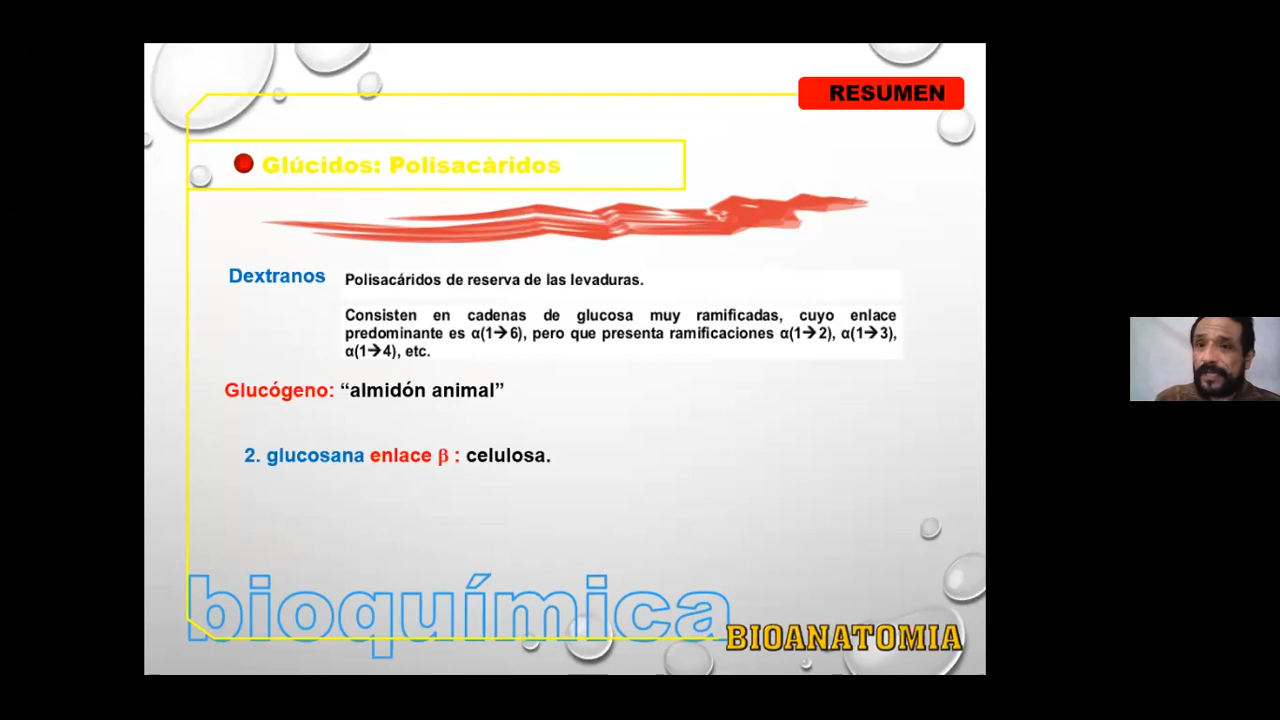 RESUMEN
Glúcidos: Polisacàridos
Dextranos
Polisacáridos de reserva de las levaduras.
Consisten en cadenas de glucosa muy ramificadas, cuyo enlace
predominante es α(1→6), pero que presenta ramificaciones α(1→2), α(1→3),
α(1→4), etc.
Glucógeno: “almidón animal”
2. glucosana enlace β : celulosa.
bioquímica
BIOANATOMIA